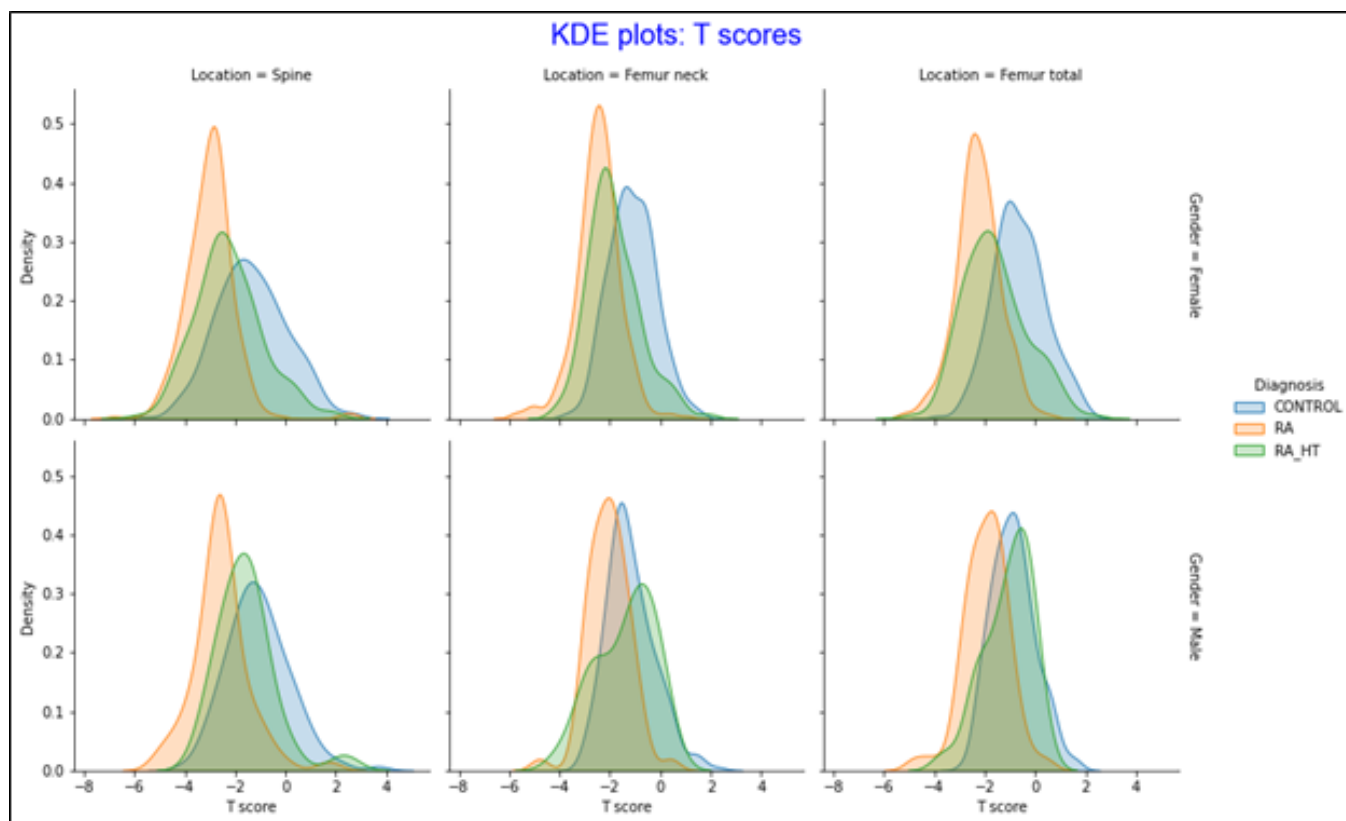 KDE plots: T scores
Location = Spine
Location = Femur neck
Location = Femur total
0.5
0.4
0.3
0.2
0.1
0.0
Density
Gender = Female
Diagnosis
CONTROL
RA
RA_HT
0.5
0.4
0.3
0.2
0.1
0.0
Density
Gender = Male
−8 −6 −4 −2 0 2 4
−8 −6 −4 −2 0 2 4
−8 −6 −4 −2 0 2 4
T score
T score
T score